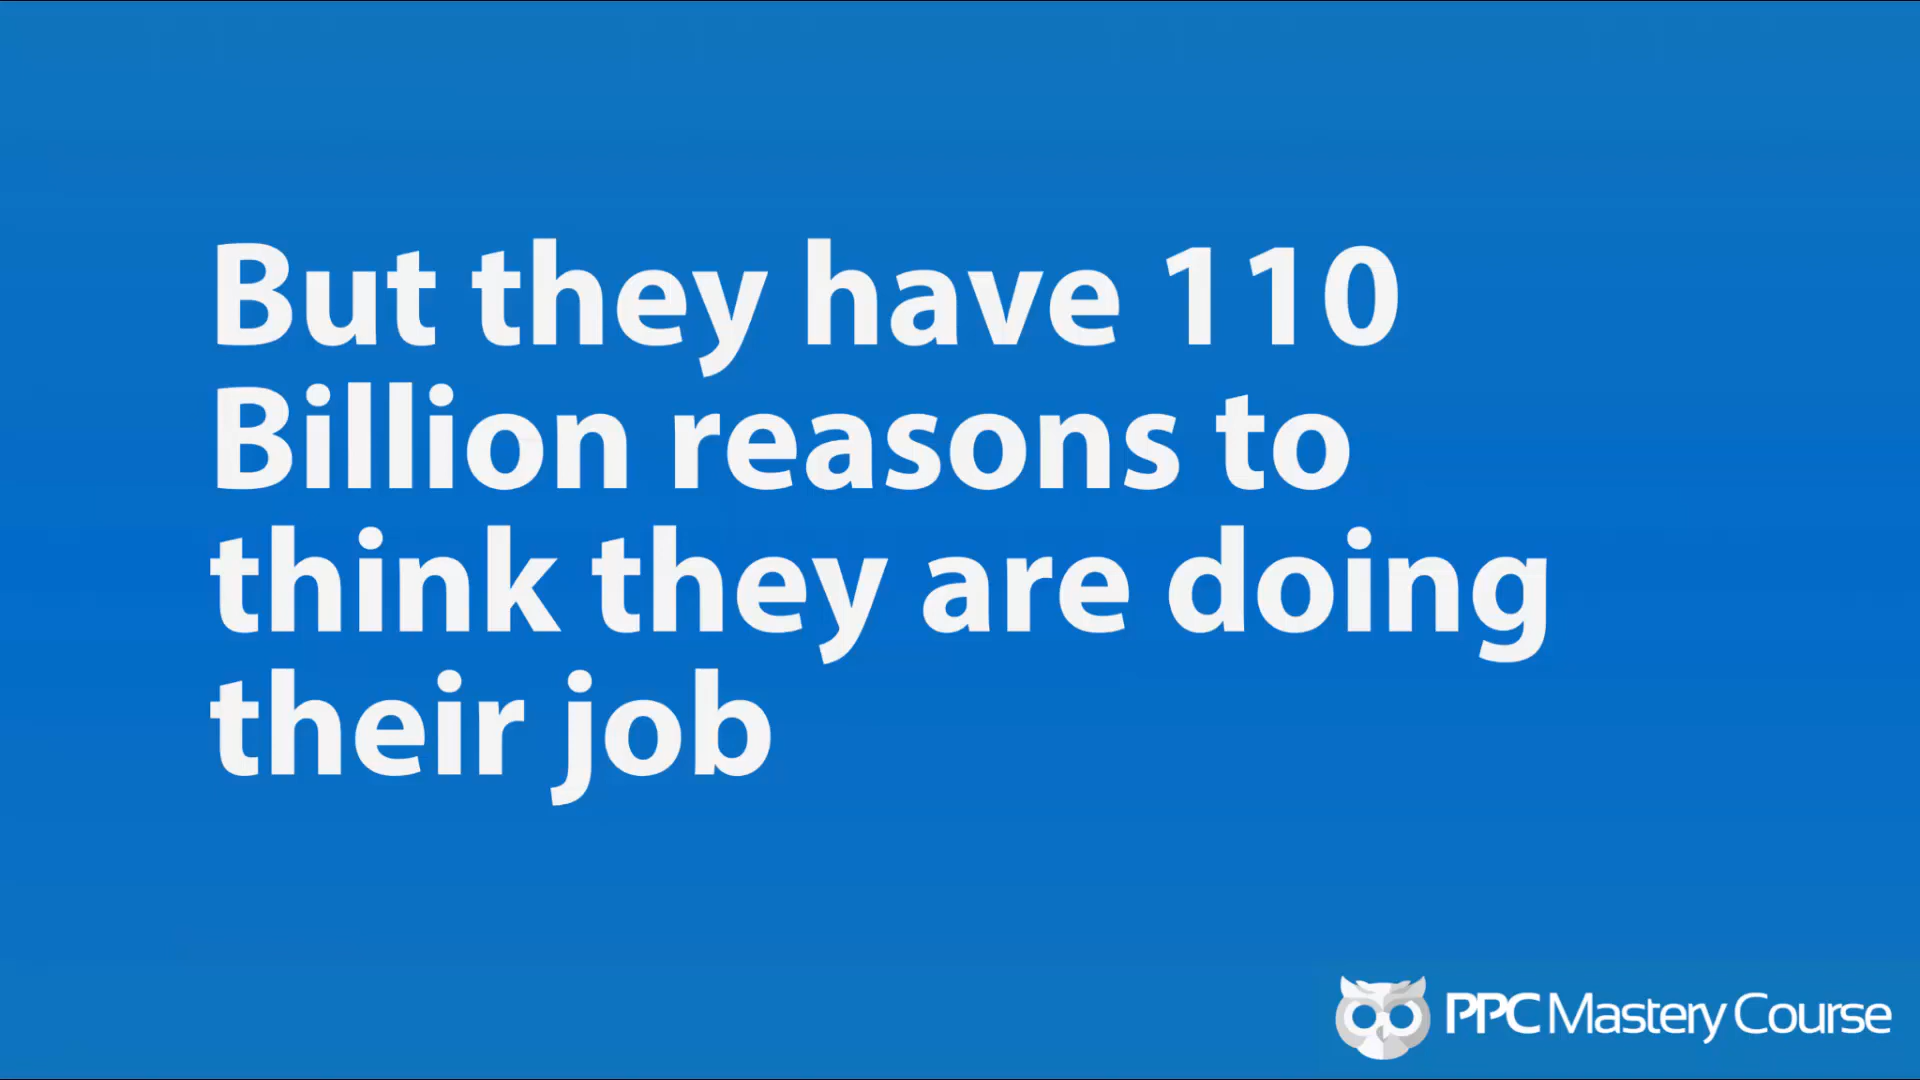 But they have 110
Billion reasons to
think they are doing
their job
PPC Mastery Course